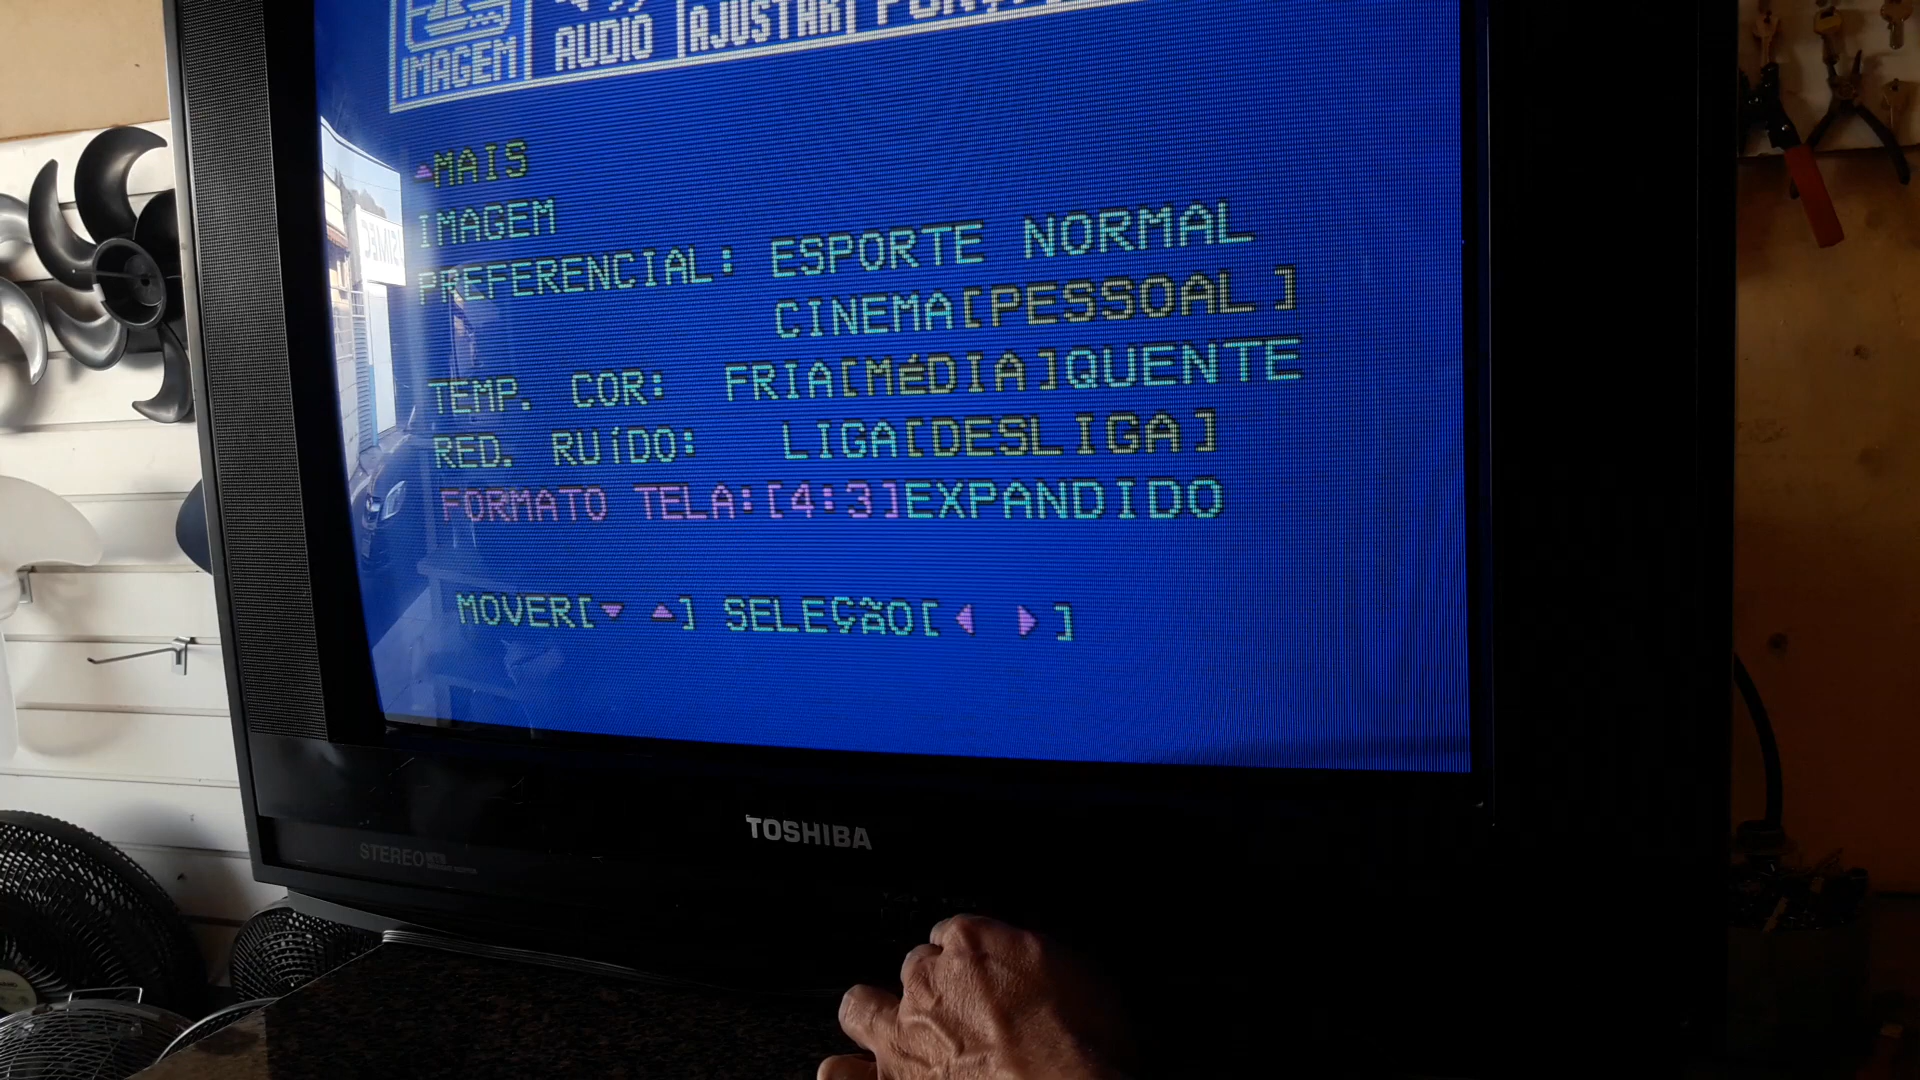 IMAGEM AUDIO AJUSTAR
MAIS
IMAGEM
PREFERENCIAL: ESPORTE NORMAL
CINEMA[PESSOAL]
TEMP. COR: FRIA[MéDIA]QUENTE
RED. RUíDO: LIGA[DESLIGA]
FORMATO TELA:[4:3]EXPANDIDO
MOVER[▼ ▲] SELEÇÃO[◀ ▶]
TOSHIBA
STEREO